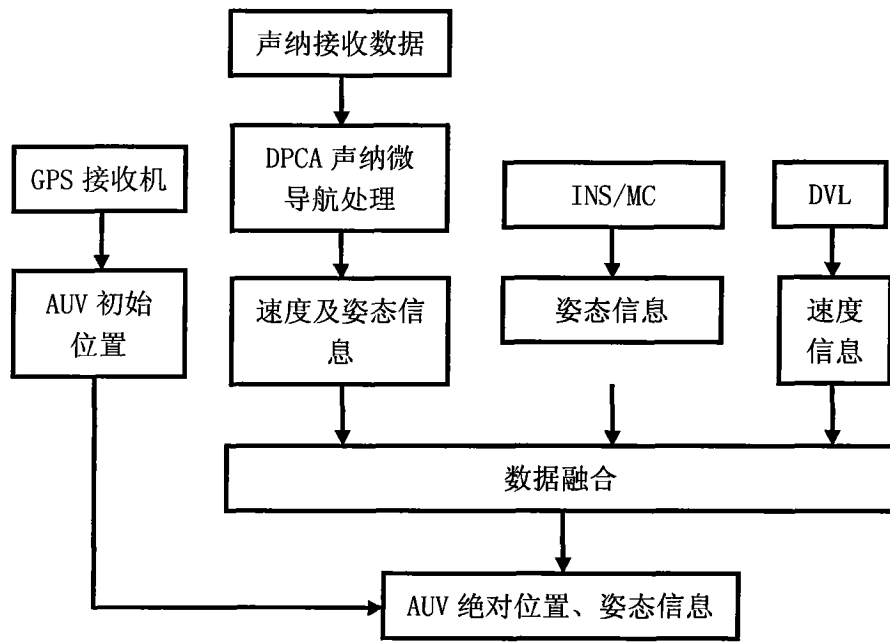 声纳接收数据
GPS 接收机
DPCA 声纳微
导航处理
INS/MC
DVL
AUV 初始
位置
速度及姿态信
息
姿态信息
速度
信息
数据融合
AUV 绝对位置、姿态信息